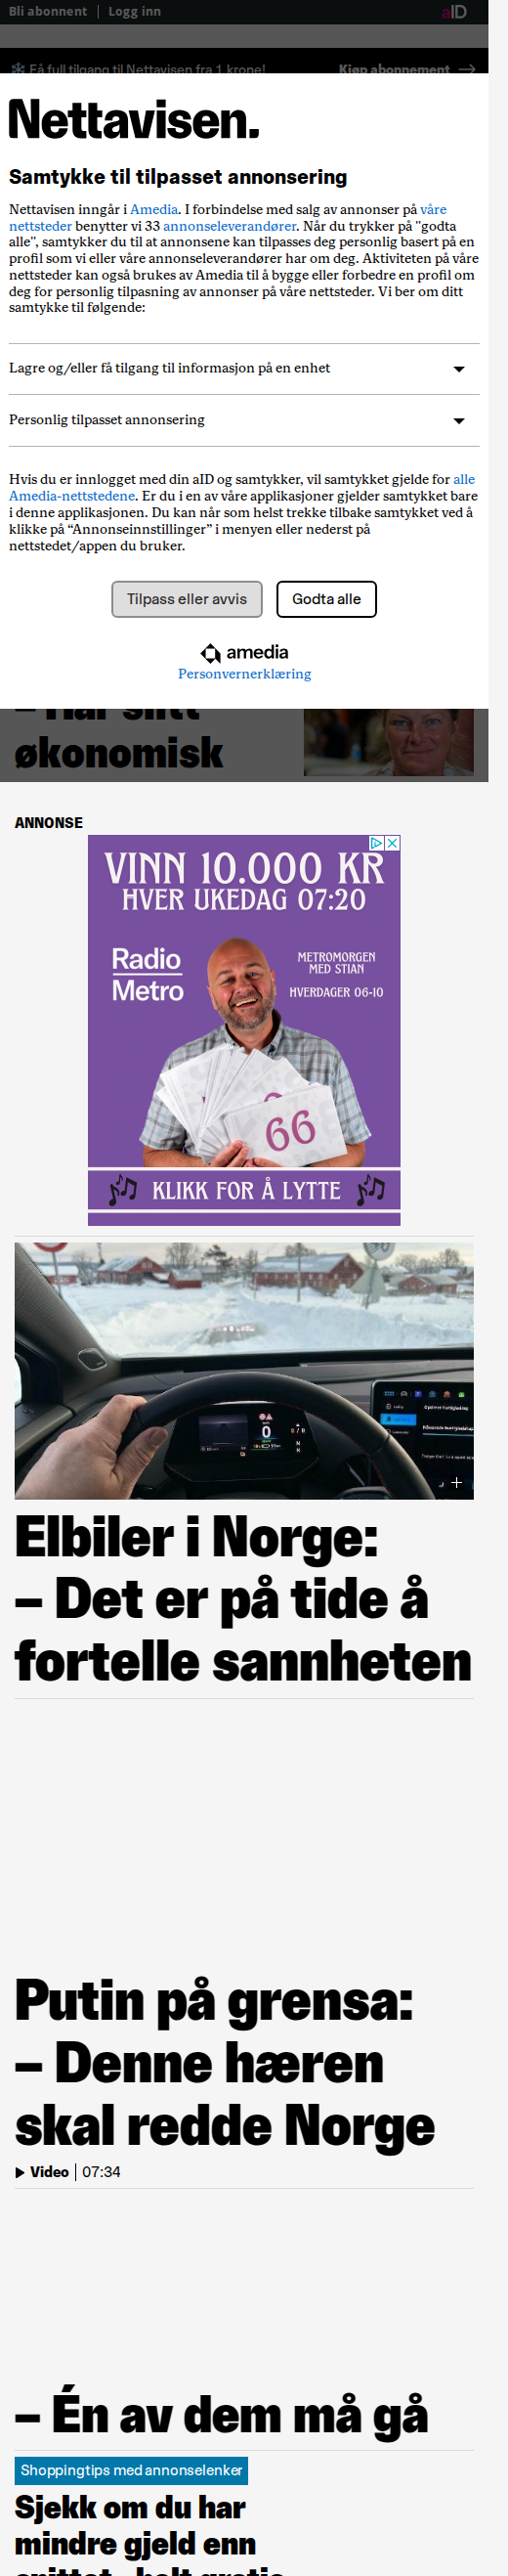 Bli abonnent
Logg inn
aID
Få full tilgang til Nettavisen fra 1 krone!
Kjøp abonnement
Nettavisen.
Samtykke til tilpasset annonsering
Nettavisen inngår i Amedia. I forbindelse med salg av annonser på våre
nettsteder benytter vi 33 annonseleverandører. Når du trykker på "godta
alle", samtykker du til at annonsene kan tilpasses deg personlig basert på en
profil som vi eller våre annonseleverandører har om deg. Aktiviteten på våre
nettsteder kan også brukes av Amedia til å bygge eller forbedre en profil om
deg for personlig tilpasning av annonser på våre nettsteder. Vi ber om ditt
samtykke til følgende:
Lagre og/eller få tilgang til informasjon på en enhet
Personlig tilpasset annonsering
Hvis du er innlogget med din aID og samtykker, vil samtykket gjelde for alle
Amedia-nettstedene. Er du i en av våre applikasjoner gjelder samtykket bare
i denne applikasjonen. Du kan når som helst trekke tilbake samtykket ved å
klikke på “Annonseinnstillinger” i menyen eller nederst på
nettstedet/appen du bruker.
Tilpass eller avvis
Godta alle
amedia
Personvernerklæring
– Har slitt
økonomisk
ANNONSE
VINN 10.000 KR
HVER UKEDAG 07:20
Radio
Metro
METROMORGEN
MED STIAN
HVERDAGER 06-10
66
KLIKK FOR Å LYTTE
0
Elbiler i Norge:
– Det er på tide å
fortelle sannheten
Putin på grensa:
– Denne hæren
skal redde Norge
Video
07:34
– Én av dem må gå
Shoppingtips med annonselenker
Sjekk om du har
mindre gjeld enn
snittet - helt gratis